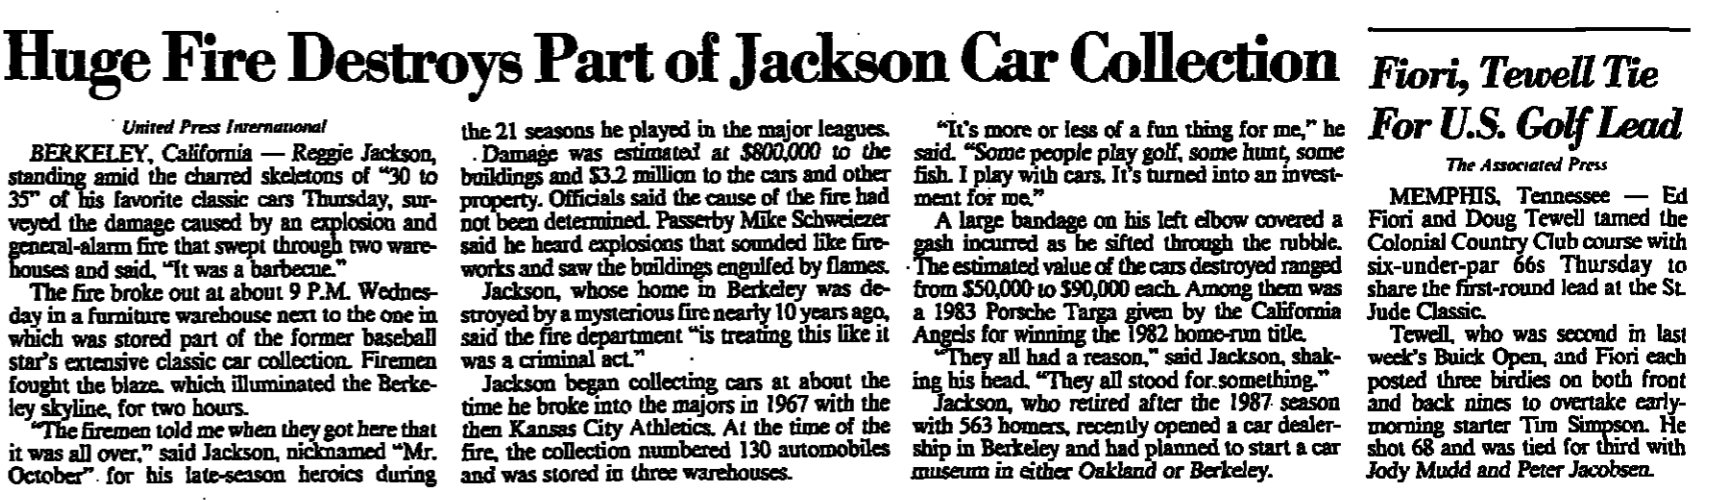 Huge Fire Destroys Part of Jackson Car Collection
United Press International
BERKELEY, California — Reggie Jackson,
standing amid the charred skeletons of “30 to
35” of his favorite classic cars Thursday, sur-
veyed the damage caused by an explosion and
general-alarm fire that swept through two ware-
houses and said, “It was a barbecue.”
The fire broke out at about 9 P.M. Wednes-
day in a furniture warehouse next to the one in
which was stored part of the former baseball
star's extensive classic car collection. Firemen
fought the blaze, which illuminated the Berke-
ley skyline, for two hours.
“The firemen told me when they got here that
it was all over,” said Jackson, nicknamed “Mr.
October” for his late-season heroics during
the 21 seasons he played in the major leagues.
Damage was estimated at $800,000 to the
buildings and $3.2 million to the cars and other
property. Officials said the cause of the fire had
not been determined. Passerby Mike Schweiezer
said he heard explosions that sounded like fire-
works and saw the buildings engulfed by flames.
Jackson, whose home in Berkeley was de-
stroyed by a mysterious fire nearly 10 years ago,
said the fire department “is treating this like it
was a criminal act.”
Jackson began collecting cars at about the
time he broke into the majors in 1967 with the
then Kansas City Athletics. At the time of the
fire, the collection numbered 130 automobiles
and was stored in three warehouses.
“It's more or less of a fun thing for me,” he
said. “Some people play golf, some hunt, some
fish. I play with cars. It's turned into an invest-
ment for me.”
A large bandage on his left elbow covered a
gash incurred as he sifted through the rubble.
The estimated value of the cars destroyed ranged
from $50,000 to $90,000 each. Among them was
a 1983 Porsche Targa given by the California
Angels for winning the 1982 home-run title.
“They all had a reason,” said Jackson, shak-
ing his head. “They all stood for something.”
Jackson, who retired after the 1987 season
with 563 homers, recently opened a car dealer-
ship in Berkeley and had planned to start a car
museum in either Oakland or Berkeley.
Fiori, Tewell Tie
For U.S. Golf Lead
The Associated Press
MEMPHIS, Tennessee — Ed
Fiori and Doug Tewell tamed the
Colonial Country Club course with
six-under-par 66s Thursday to
share the first-round lead at the St.
Jude Classic.
Tewell, who was second in last
week's Buick Open, and Fiori each
posted three birdies on both front
and back nines to overtake early-
morning starter Tim Simpson. He
shot 68 and was tied for third with
Jody Mudd and Peter Jacobsen.